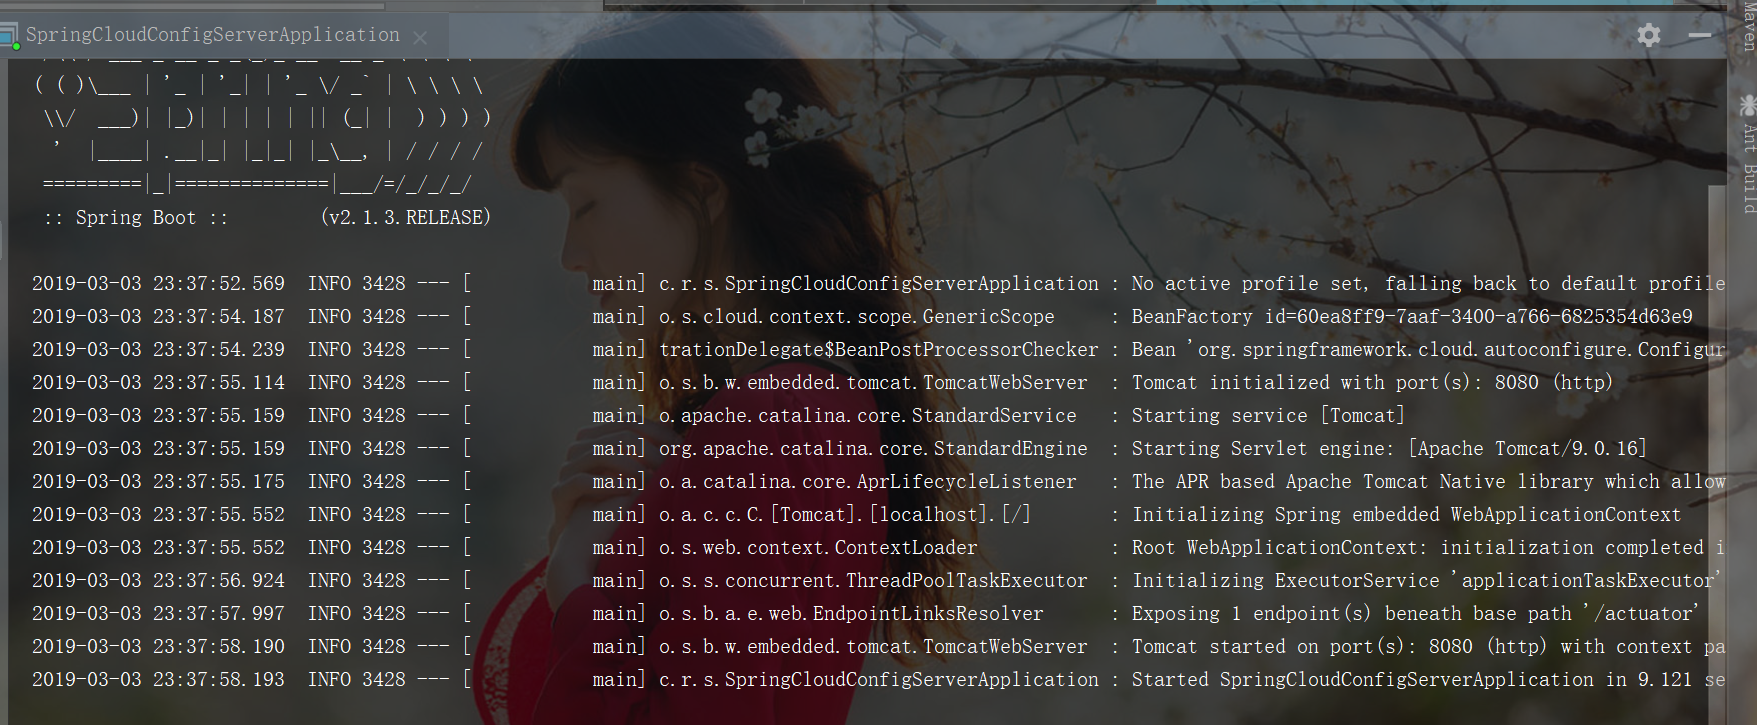 SpringCloudConfigServerApplication
( ( )\___ | '_ | '_| | '_ \/ _` | \ \ \ \
\\/  ___)| |_)| | | | | || (_| |  ) ) ) )
'  |____| .__|_| |_|_| |_\__, | / / / /
=========|_|==============|___/=/_/_/_/
:: Spring Boot ::        (v2.1.3.RELEASE)
2019-03-03 23:37:52.569  INFO 3428 --- [           main] c.r.s.SpringCloudConfigServerApplication : No active profile set, falling back to default profile
2019-03-03 23:37:54.187  INFO 3428 --- [           main] o.s.cloud.context.scope.GenericScope     : BeanFactory id=60ea8ff9-7aaf-3400-a766-6825354d63e9
2019-03-03 23:37:54.239  INFO 3428 --- [           main] trationDelegate$BeanPostProcessorChecker : Bean 'org.springframework.cloud.autoconfigure.Configur
2019-03-03 23:37:55.114  INFO 3428 --- [           main] o.s.b.w.embedded.tomcat.TomcatWebServer  : Tomcat initialized with port(s): 8080 (http)
2019-03-03 23:37:55.159  INFO 3428 --- [           main] o.apache.catalina.core.StandardService   : Starting service [Tomcat]
2019-03-03 23:37:55.159  INFO 3428 --- [           main] org.apache.catalina.core.StandardEngine  : Starting Servlet engine: [Apache Tomcat/9.0.16]
2019-03-03 23:37:55.175  INFO 3428 --- [           main] o.a.catalina.core.AprLifecycleListener   : The APR based Apache Tomcat Native library which allow
2019-03-03 23:37:55.552  INFO 3428 --- [           main] o.a.c.c.C.[Tomcat].[localhost].[/]       : Initializing Spring embedded WebApplicationContext
2019-03-03 23:37:55.552  INFO 3428 --- [           main] o.s.web.context.ContextLoader            : Root WebApplicationContext: initialization completed i
2019-03-03 23:37:56.924  INFO 3428 --- [           main] o.s.s.concurrent.ThreadPoolTaskExecutor  : Initializing ExecutorService 'applicationTaskExecutor'
2019-03-03 23:37:57.997  INFO 3428 --- [           main] o.s.b.a.e.web.EndpointLinksResolver      : Exposing 1 endpoint(s) beneath base path '/actuator'
2019-03-03 23:37:58.190  INFO 3428 --- [           main] o.s.b.w.embedded.tomcat.TomcatWebServer  : Tomcat started on port(s): 8080 (http) with context pa
2019-03-03 23:37:58.193  INFO 3428 --- [           main] c.r.s.SpringCloudConfigServerApplication : Started SpringCloudConfigServerApplication in 9.121 se
Maven
Ant Build